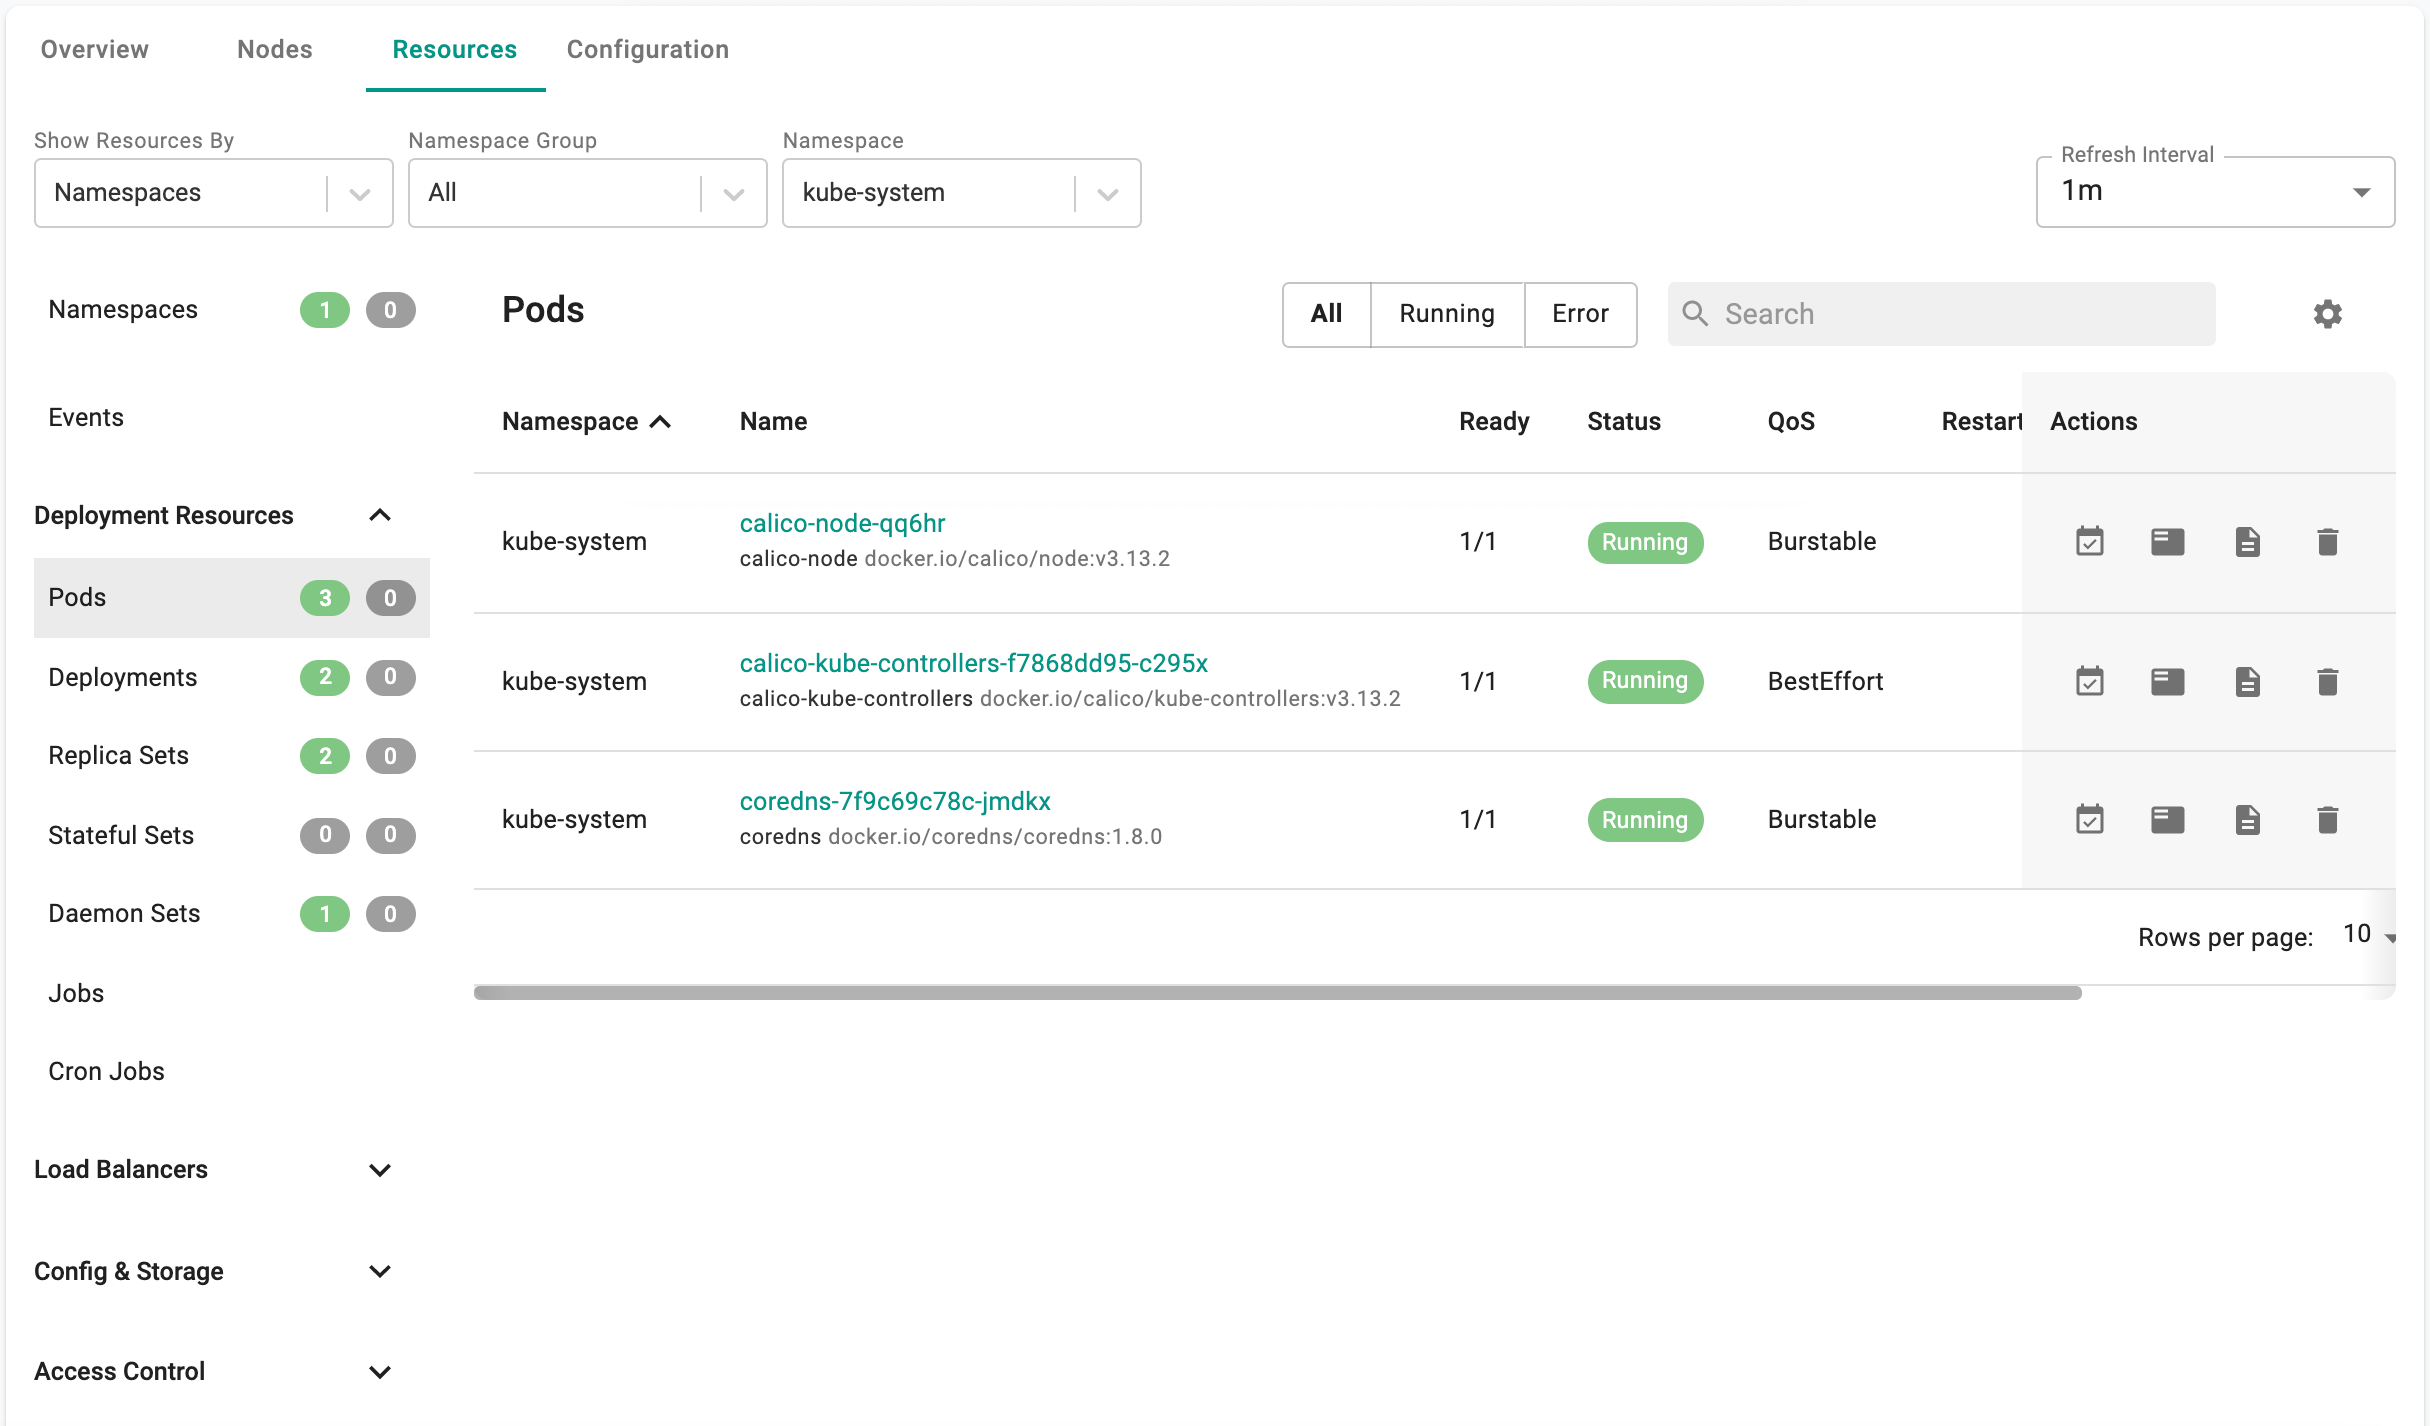 Overview Nodes Resources Configuration
Show Resources By Namespace Group Namespace Refresh Interval
Namespaces All kube-system 1m
Namespaces 1 0
Events
Deployment Resources
Pods 3 0
Deployments 2 0
Replica Sets 2 0
Stateful Sets 0 0
Daemon Sets 1 0
Jobs
Cron Jobs
Load Balancers
Config & Storage
Access Control
Pods All Running Error Search
Namespace Name Ready Status QoS Restart Actions
kube-system calico-node-qq6hr 1/1 Running Burstable
calico-node docker.io/calico/node:v3.13.2
kube-system calico-kube-controllers-f7868dd95-c295x 1/1 Running BestEffort
calico-kube-controllers docker.io/calico/kube-controllers:v3.13.2
kube-system coredns-7f9c69c78c-jmdkx 1/1 Running Burstable
coredns docker.io/coredns/coredns:1.8.0
Rows per page: 10